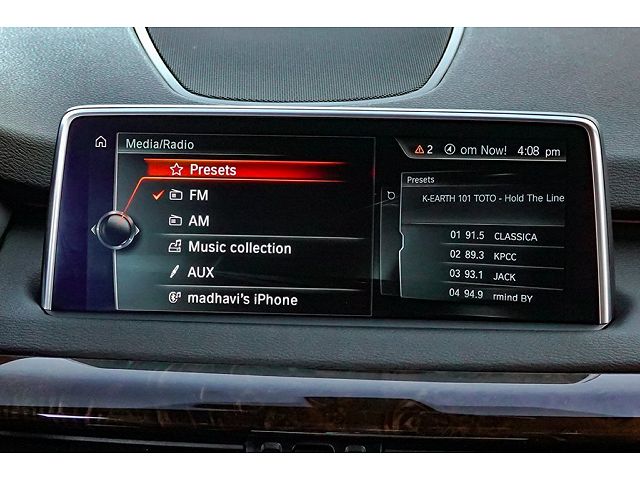 Media/Radio
2 om Now! 4:08 pm
Presets
FM
AM
Music collection
AUX
madhavi's iPhone
Presets
K-EARTH 101 TOTO - Hold The Line
01 91.5 CLASSICA
02 89.3 KPCC
03 93.1 JACK
04 94.9 rmind BY